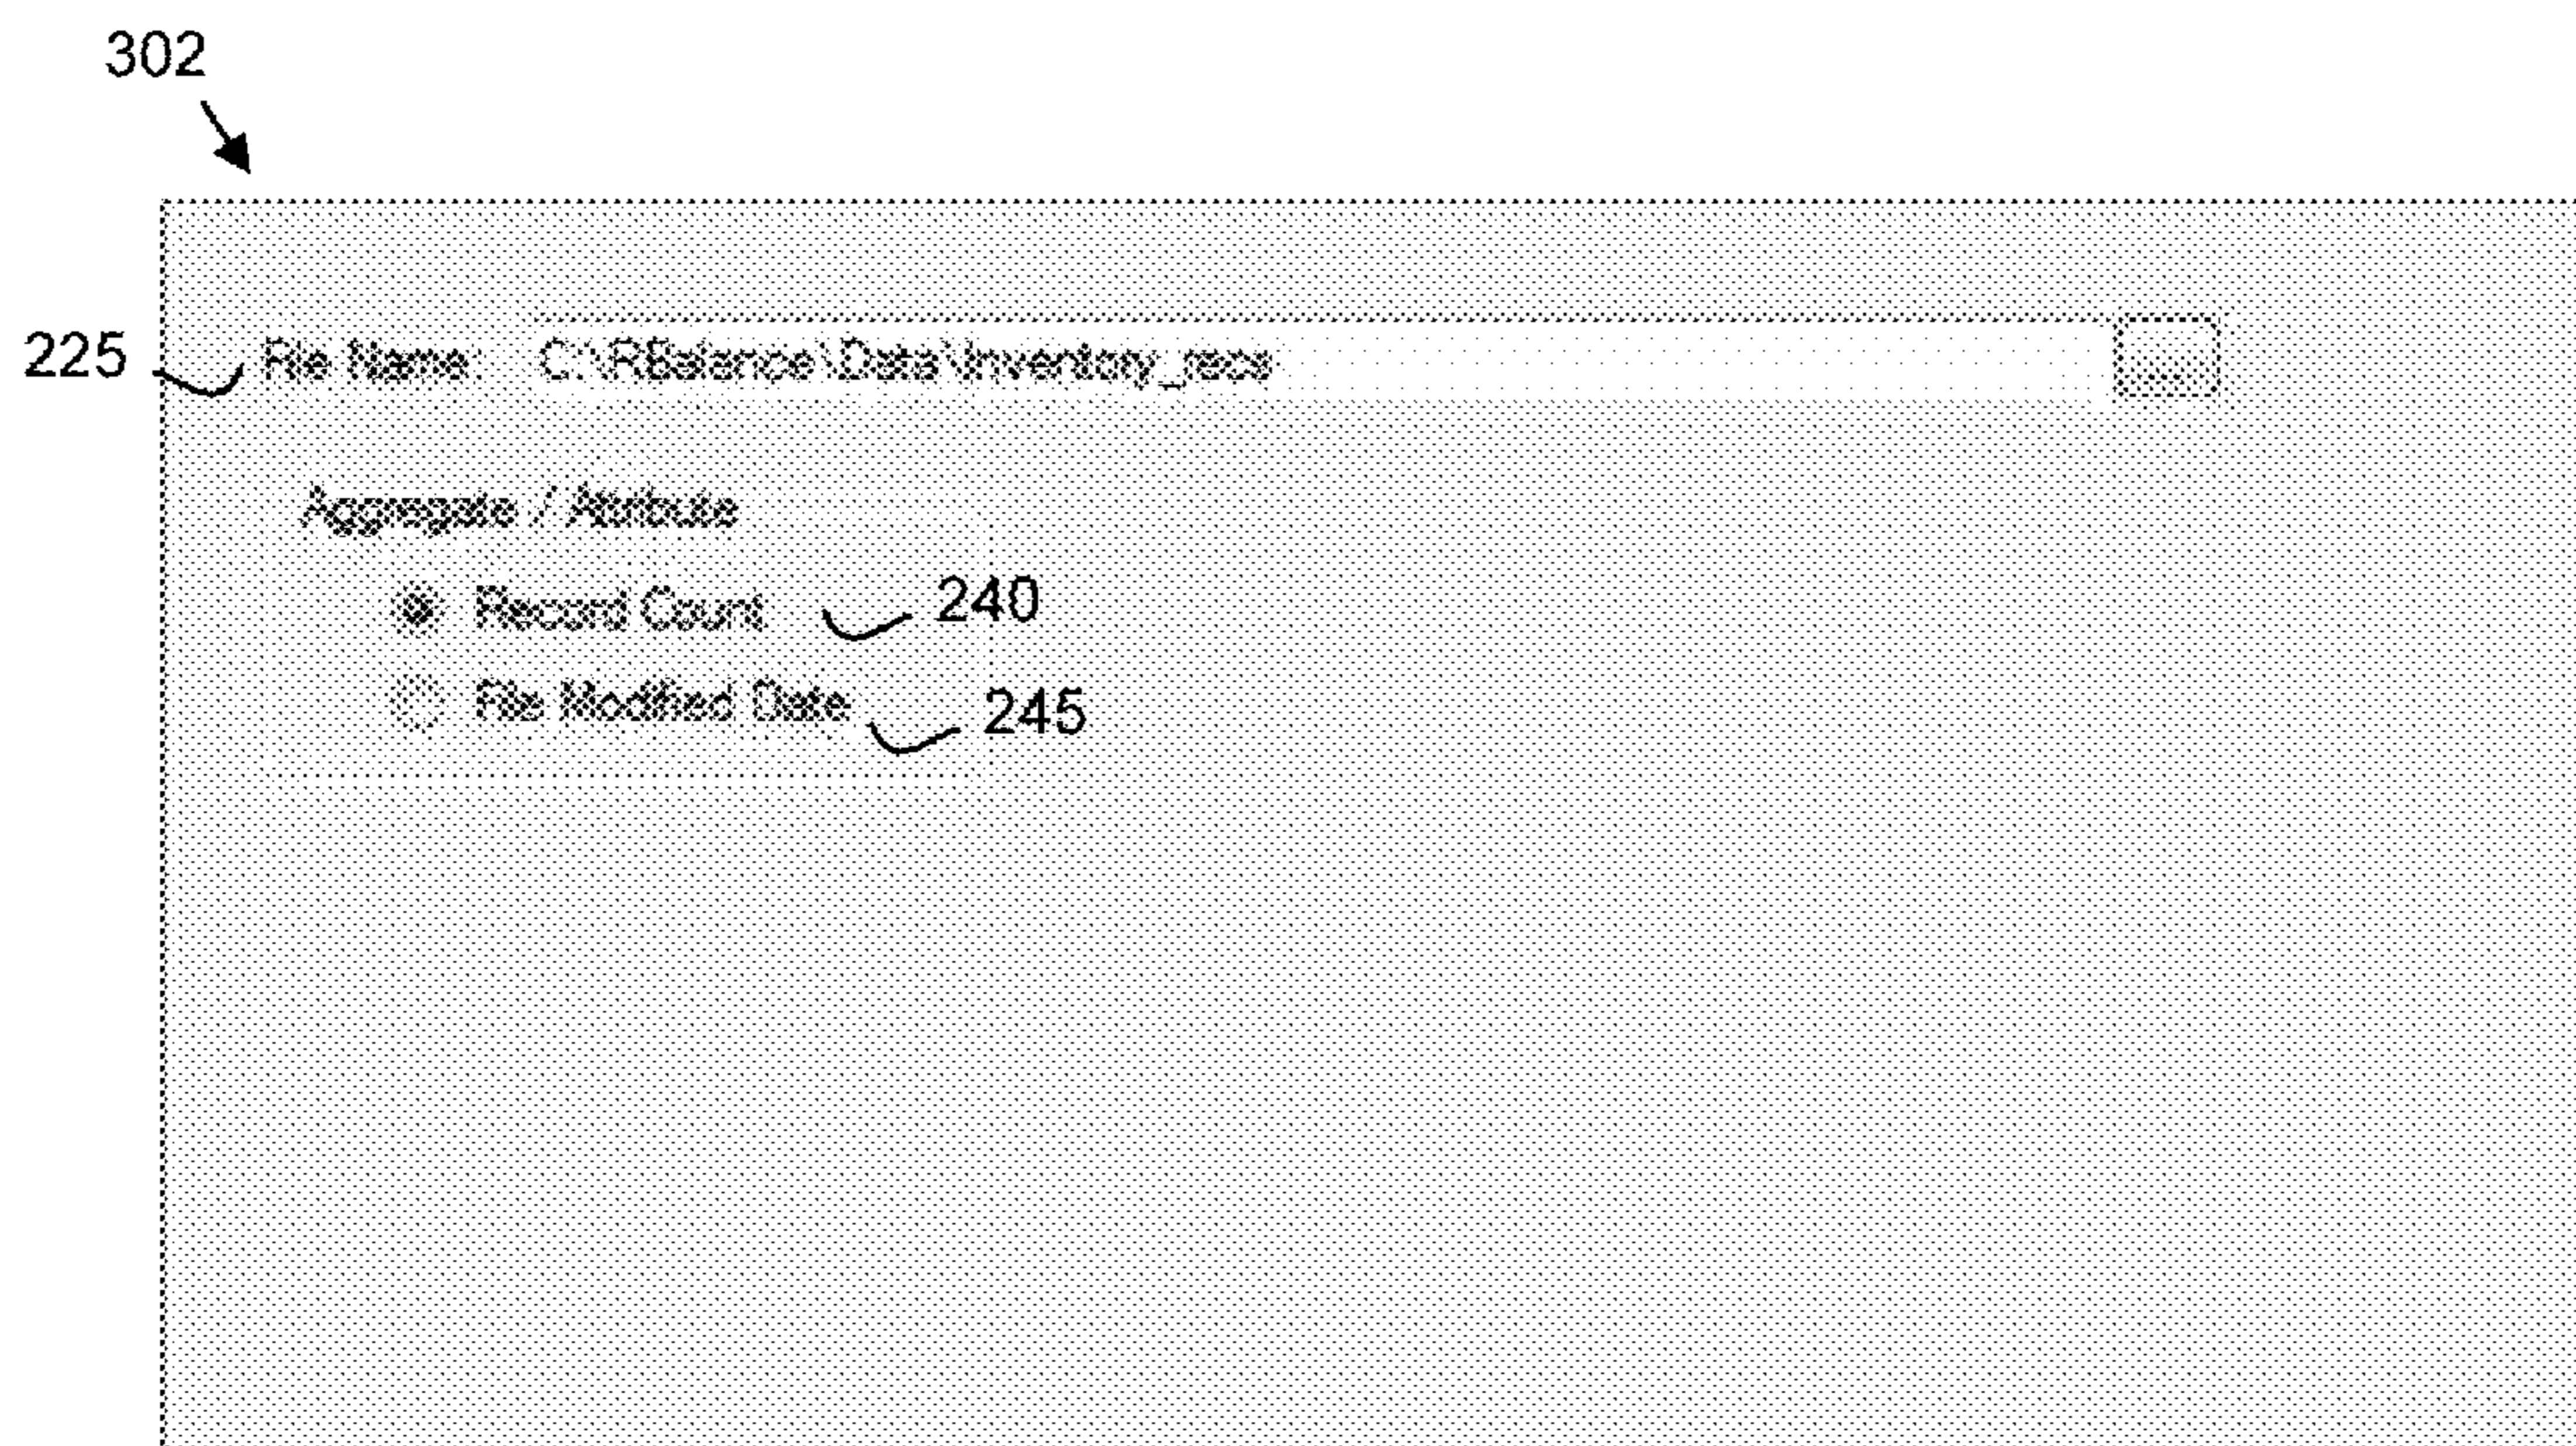 302
225 File Name: C:\RBalance\Data\Inventory_recs ...
Aggregate / Attribute
Record Count 240
File Modified Date 245